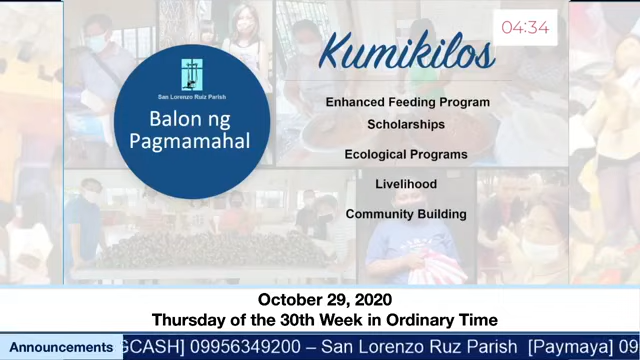 04:34
Kumikilos
San Lorenzo Ruiz Parish
Balon ng
Pagmamahal
Enhanced Feeding Program
Scholarships
Ecological Programs
Livelihood
Community Building
October 29, 2020
Thursday of the 30th Week in Ordinary Time
Announcements
GCASH] 09956349200 – San Lorenzo Ruz Parish [Paymaya] 09